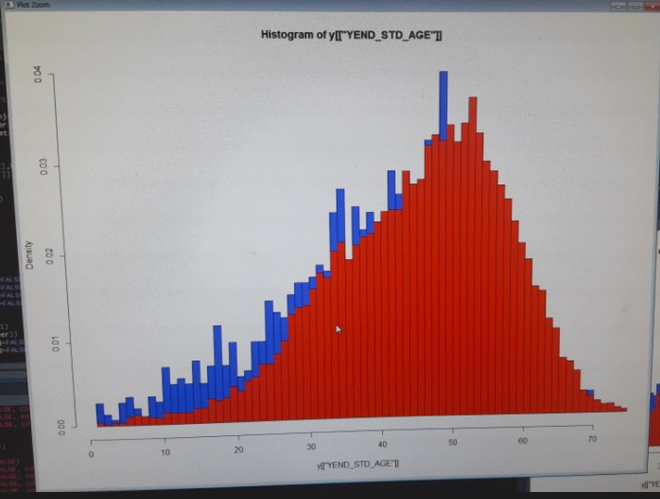 Plot Zoom
Histogram of y[["YEND_STD_AGE"]]
0.04
0.03
0.02
0.01
0.00
Density
0 10 20 30 40 50 60 70
y[["YEND_STD_AGE"]]